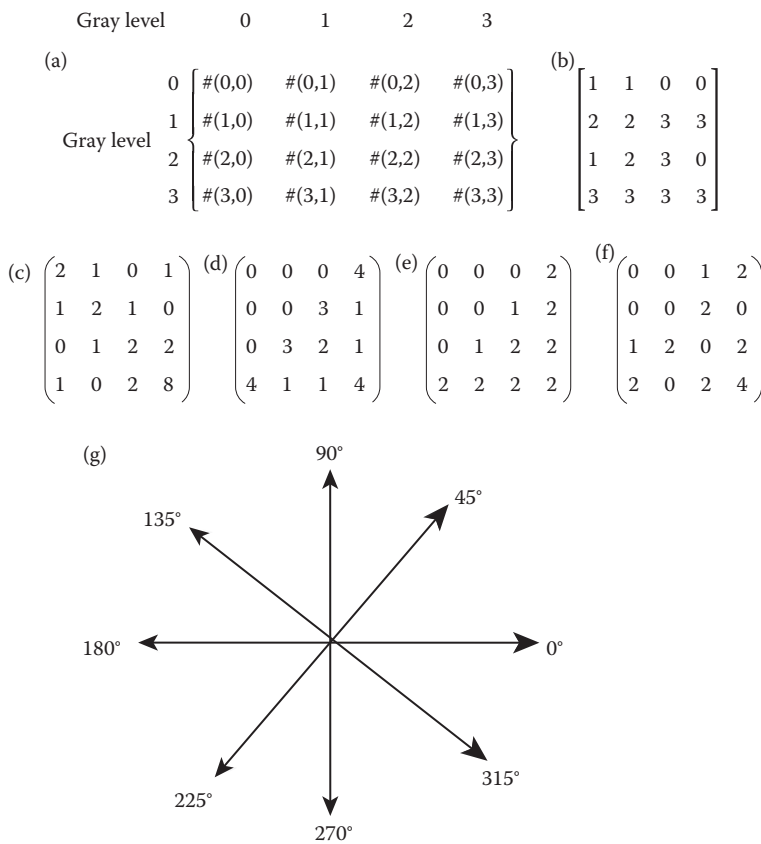 Gray level 0 1 2 3
(a)
0 #(0,0) #(0,1) #(0,2) #(0,3)
1 #(1,0) #(1,1) #(1,2) #(1,3)
Gray level
2 #(2,0) #(2,1) #(2,2) #(2,3)
3 #(3,0) #(3,1) #(3,2) #(3,3)
(b)
1 1 0 0
2 2 3 3
1 2 3 0
3 3 3 3
(c)
2 1 0 1
1 2 1 0
0 1 2 2
1 0 2 8
(d)
0 0 0 4
0 0 3 1
0 3 2 1
4 1 1 4
(e)
0 0 0 2
0 0 1 2
0 1 2 2
2 2 2 2
(f)
0 0 1 2
0 0 2 0
1 2 0 2
2 0 2 4
(g)
90°
45°
135°
180°
0°
225°
315°
270°